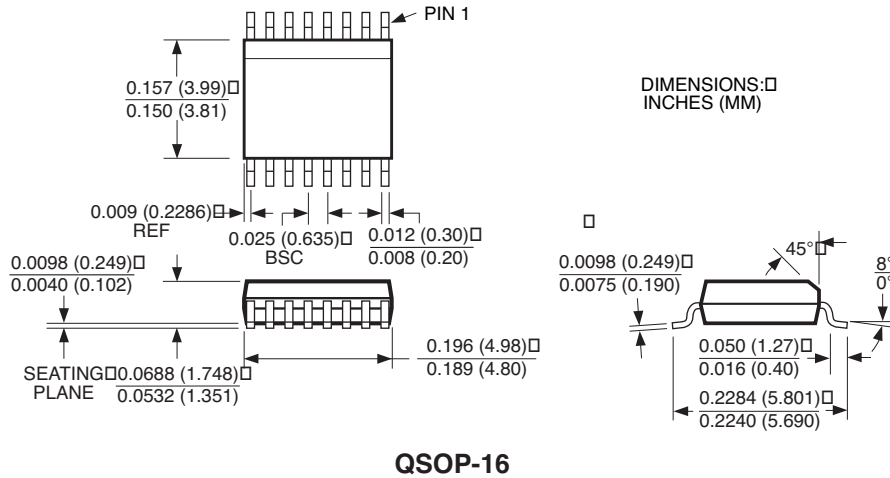 PIN 1
0.157 (3.99)
0.150 (3.81)
DIMENSIONS:
INCHES (MM)
0.009 (0.2286)
REF
0.025 (0.635)
BSC
0.012 (0.30)
0.008 (0.20)
0.0098 (0.249)
0.0040 (0.102)
SEATING
PLANE
0.0688 (1.748)
0.0532 (1.351)
0.196 (4.98)
0.189 (4.80)
45°
0.0098 (0.249)
0.0075 (0.190)
8°
0°
0.050 (1.27)
0.016 (0.40)
0.2284 (5.801)
0.2240 (5.690)
QSOP-16